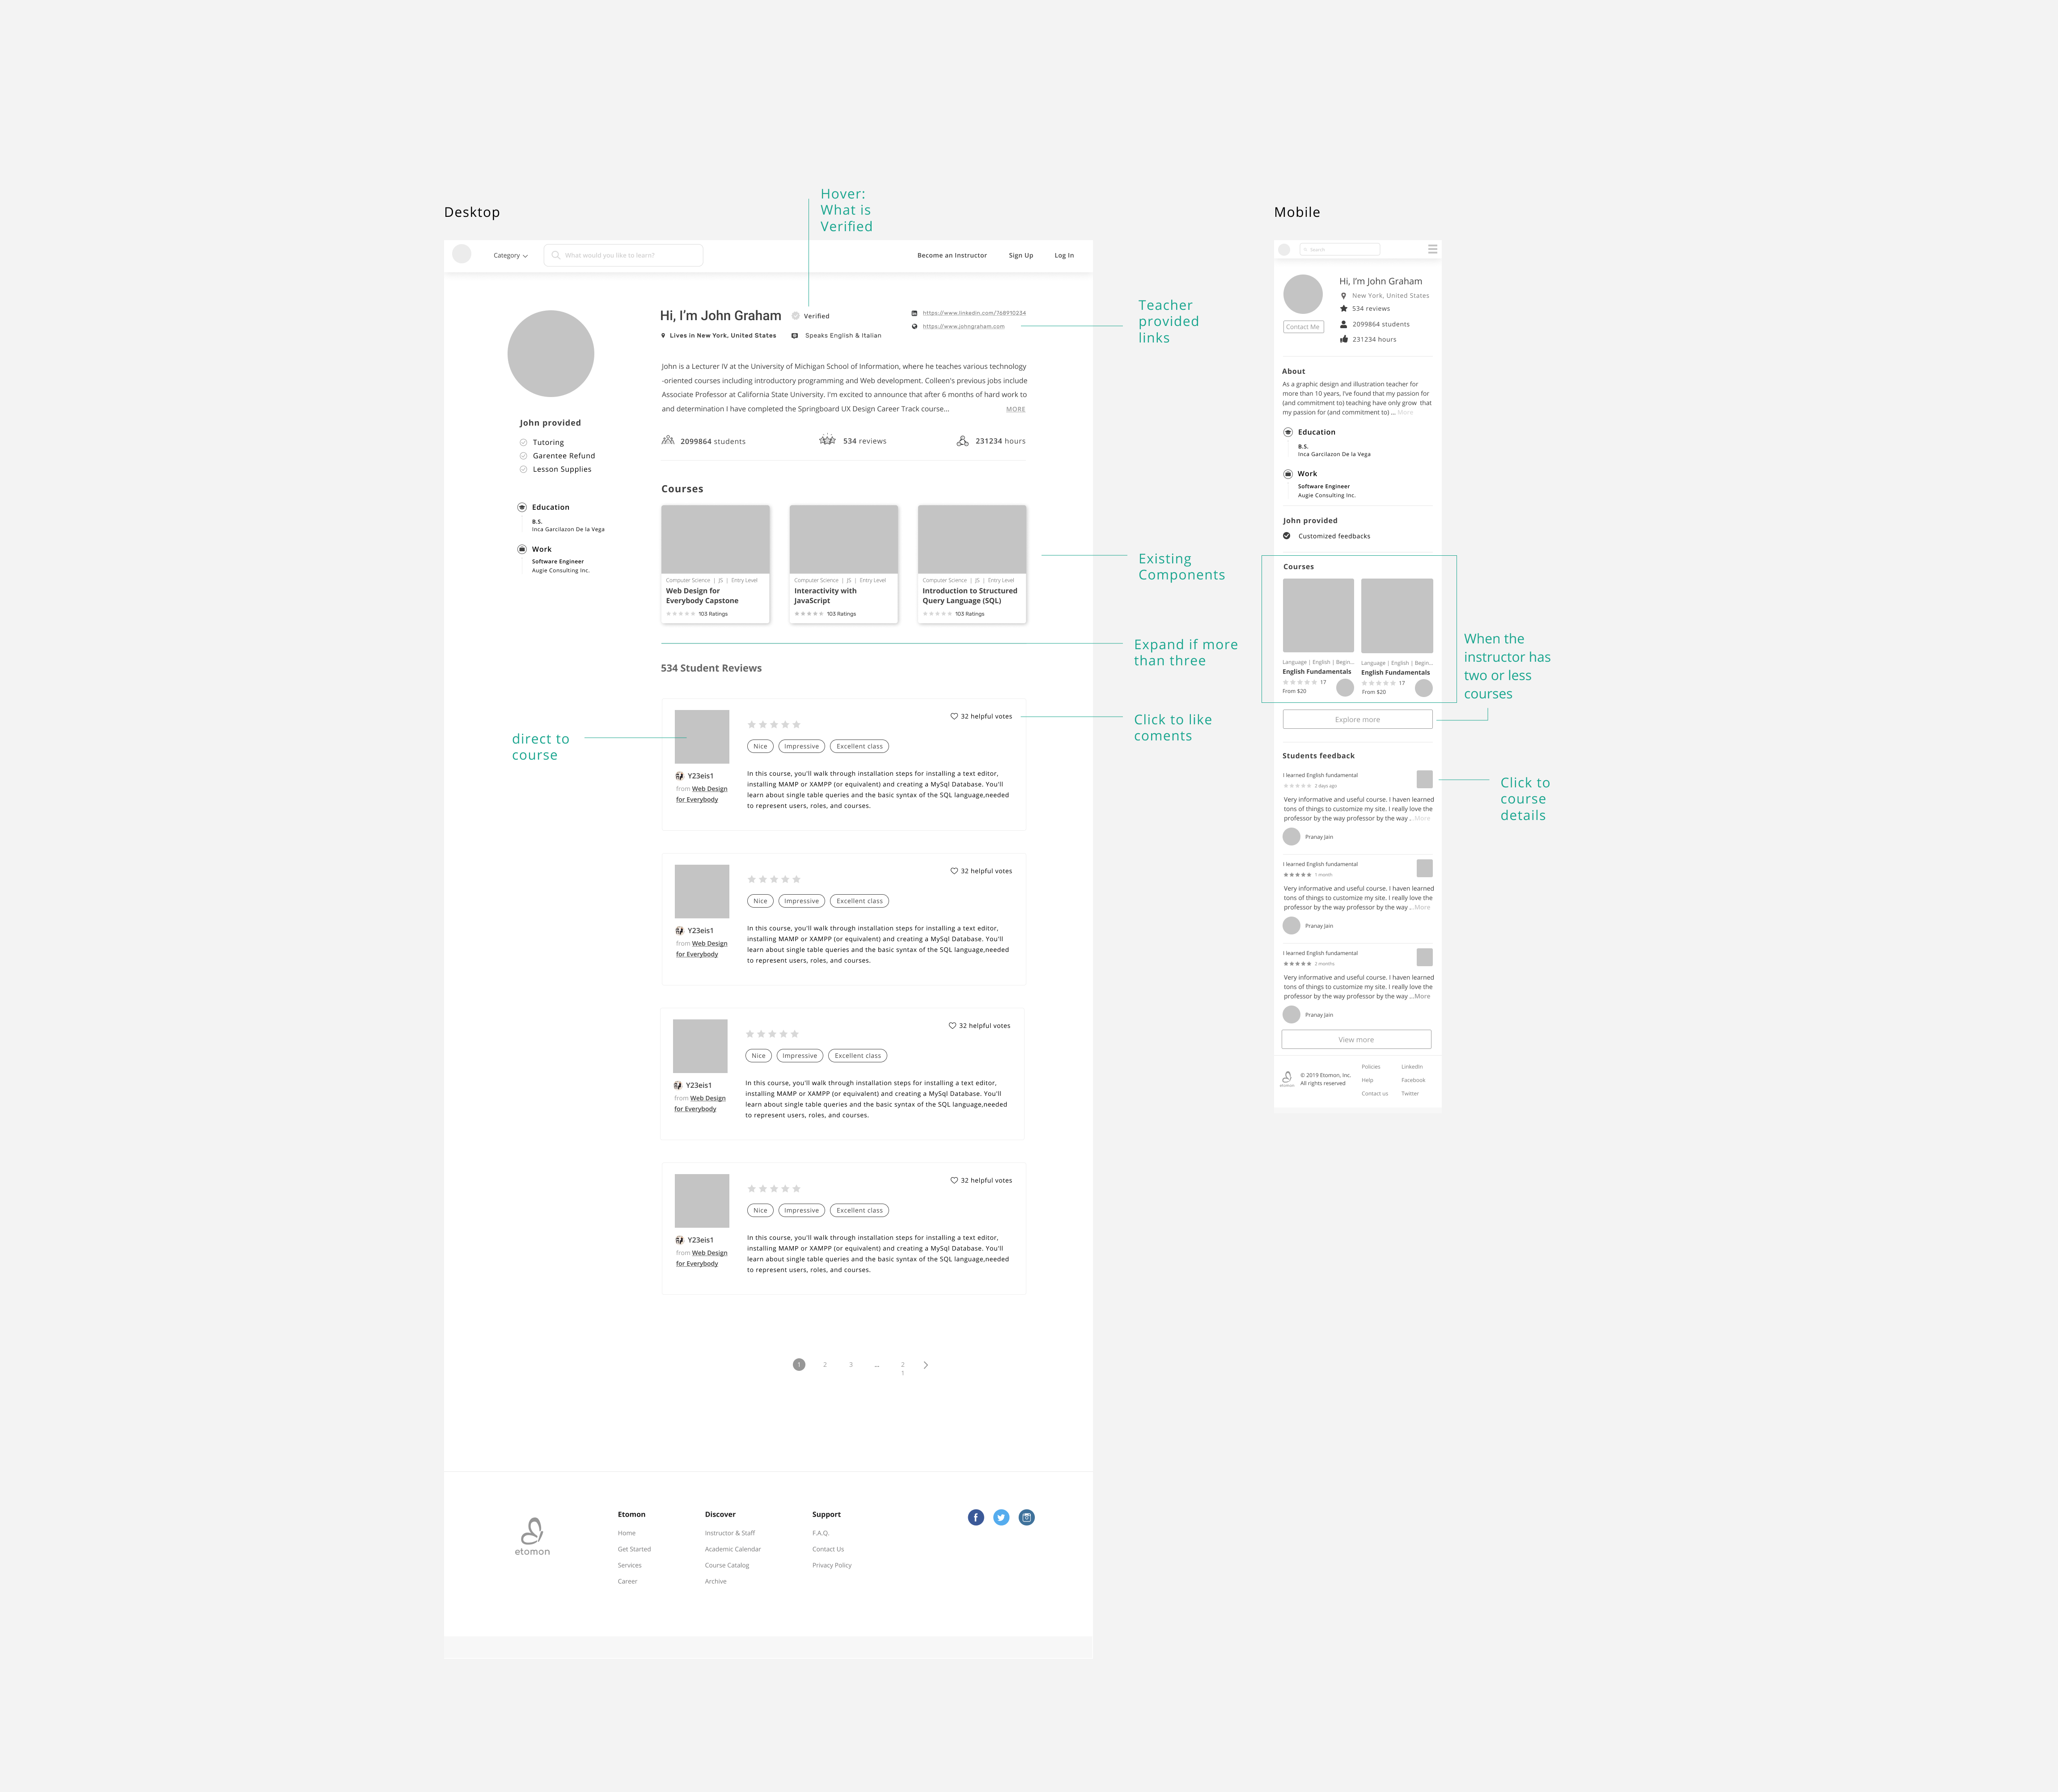 Desktop
Mobile
Hover:
What is
Verified
Category
What would you like to learn?
Become an Instructor
Sign Up
Log In
Hi, I'm John Graham
Verified
https://www.linkedin.com/768910234
https://www.johngraham.com
Lives in New York, United States
Speaks English & Italian
Teacher
provided
links
John is a Lecturer IV at the University of Michigan School of Information, where he teaches various technology
-oriented courses including introductory programming and Web development. Colleen's previous jobs include
Associate Professor at California State University. I'm excited to announce that after 6 months of hard work to
and determination I have completed the Springboard UX Design Career Track course...
MORE
2099864 students
534 reviews
231234 hours
John provided
Tutoring
Garentee Refund
Lesson Supplies
Education
B.S.
Inca Garcilazon De la Vega
Work
Software Engineer
Augie Consulting Inc.
Courses
Computer Science | JS | Entry Level
Web Design for
Everybody Capstone
103 Ratings
Computer Science | JS | Entry Level
Interactivity with
JavaScript
103 Ratings
Computer Science | JS | Entry Level
Introduction to Structured
Query Language (SQL)
103 Ratings
Existing
Components
Expand if more
than three
534 Student Reviews
direct to
course
Click to like
coments
32 helpful votes
Nice
Impressive
Excellent class
Y23eis1
from Web Design
for Everybody
In this course, you'll walk through installation steps for installing a text editor,
installing MAMP or XAMPP (or equivalent) and creating a MySql Database. You'll
learn about single table queries and the basic syntax of the SQL language,needed
to represent users, roles, and courses.
32 helpful votes
Nice
Impressive
Excellent class
Y23eis1
from Web Design
for Everybody
In this course, you'll walk through installation steps for installing a text editor,
installing MAMP or XAMPP (or equivalent) and creating a MySql Database. You'll
learn about single table queries and the basic syntax of the SQL language,needed
to represent users, roles, and courses.
32 helpful votes
Nice
Impressive
Excellent class
Y23eis1
from Web Design
for Everybody
In this course, you'll walk through installation steps for installing a text editor,
installing MAMP or XAMPP (or equivalent) and creating a MySql Database. You'll
learn about single table queries and the basic syntax of the SQL language,needed
to represent users, roles, and courses.
32 helpful votes
Nice
Impressive
Excellent class
Y23eis1
from Web Design
for Everybody
In this course, you'll walk through installation steps for installing a text editor,
installing MAMP or XAMPP (or equivalent) and creating a MySql Database. You'll
learn about single table queries and the basic syntax of the SQL language,needed
to represent users, roles, and courses.
1
2
3
...
2
1
etomon
Etomon
Home
Get Started
Services
Career
Discover
Instructor & Staff
Academic Calendar
Course Catalog
Archive
Support
F.A.Q.
Contact Us
Privacy Policy
Search
Hi, I'm John Graham
New York, United States
534 reviews
2099864 students
231234 hours
Contact Me
About
As a graphic design and illustration teacher for
more than 10 years, I've found that my passion for
(and commitment to) teaching have only grow that
my passion for (and commitment to) ... More
Education
B.S.
Inca Garcilazon De la Vega
Work
Software Engineer
Augie Consulting Inc.
John provided
Customized feedbacks
Courses
Language | English | Begin...
English Fundamentals
17
From $20
Language | English | Begin...
English Fundamentals
17
From $20
When the
instructor has
two or less
courses
Explore more
Students feedback
Click to
course
details
I learned English fundamental
2 days ago
Very informative and useful course. I haven learned
tons of things to customize my site. I really love the
professor by the way professor by the way ...More
Pranay Jain
I learned English fundamental
1 month
Very informative and useful course. I haven learned
tons of things to customize my site. I really love the
professor by the way professor by the way ...More
Pranay Jain
I learned English fundamental
2 months
Very informative and useful course. I haven learned
tons of things to customize my site. I really love the
professor by the way professor by the way ...More
Pranay Jain
View more
etomon
© 2019 Etomon, Inc.
All rights reserved
Policies
Help
Contact us
LinkedIn
Facebook
Twitter